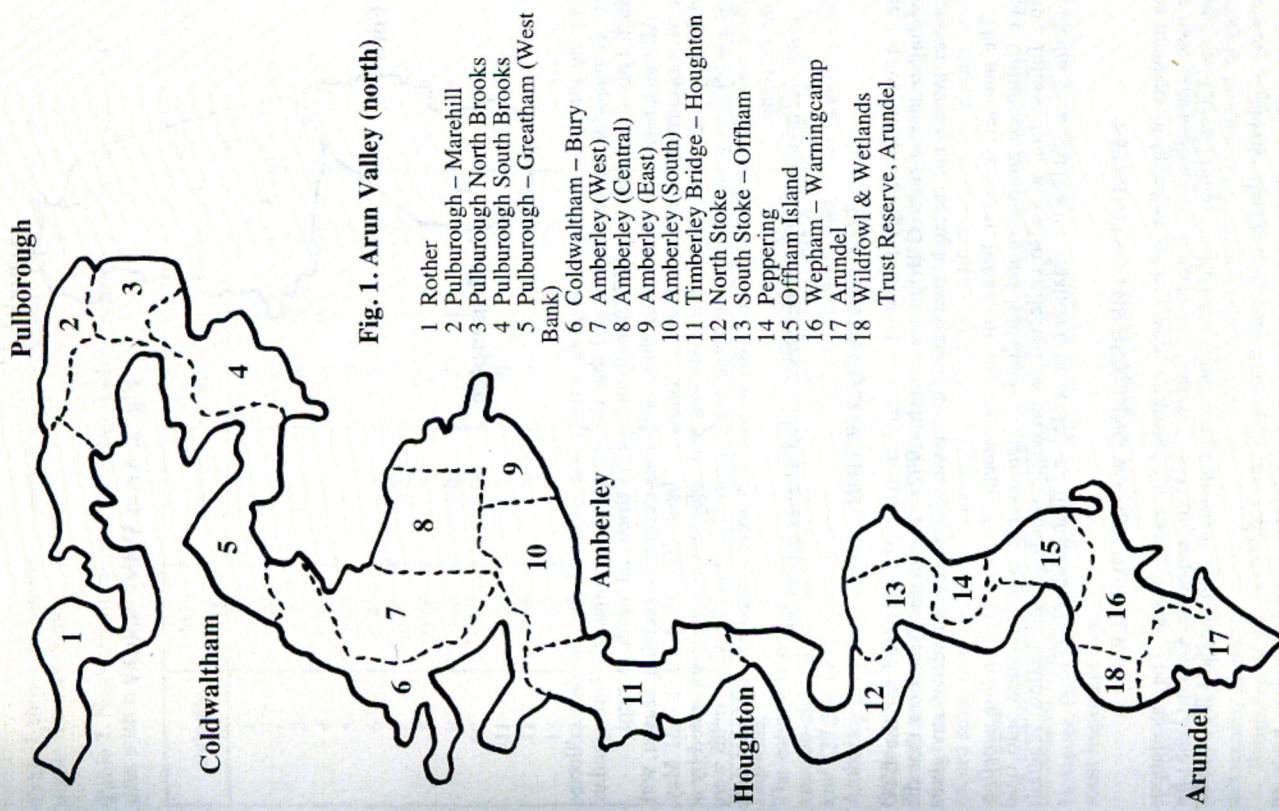 Pulborough
Coldwaltham
Amberley
Houghton
Arundel
1
2
3
4
5
6
7
8
9
10
11
12
13
14
15
16
17
18
Fig. 1. Arun Valley (north)
1 Rother
2 Pulburough – Marehill
3 Pulburough North Brooks
4 Pulburough South Brooks
5 Pulburough – Greatham (West
Bank)
6 Coldwaltham – Bury
7 Amberley (West)
8 Amberley (Central)
9 Amberley (East)
10 Amberley (South)
11 Timberley Bridge – Houghton
12 North Stoke
13 South Stoke – Offham
14 Peppering
15 Offham Island
16 Wepham – Warningcamp
17 Arundel
18 Wildfowl & Wetlands
Trust Reserve, Arundel